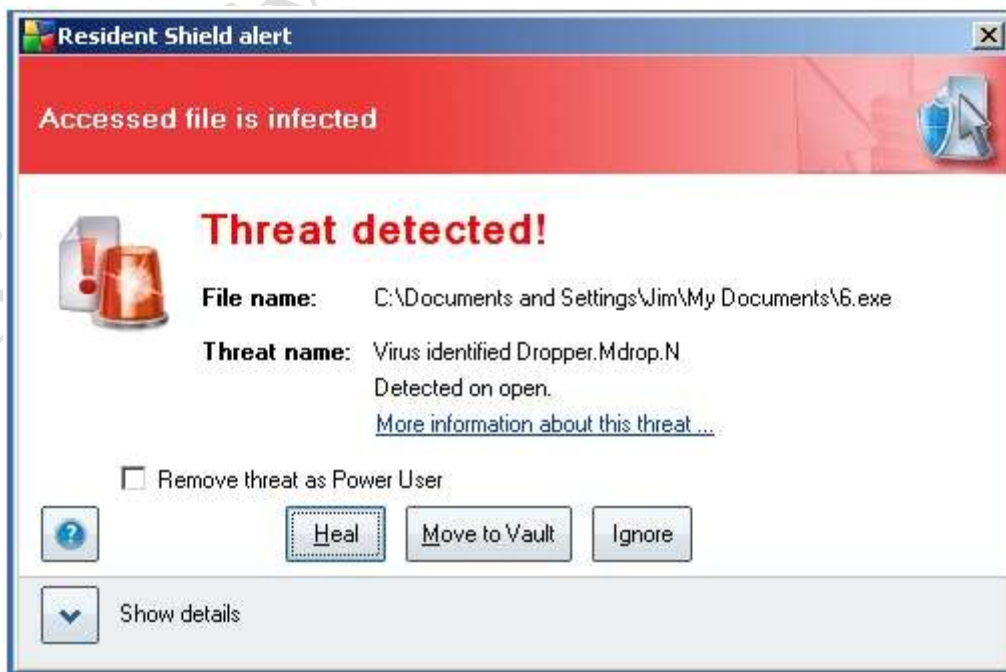 Resident Shield alert
Accessed file is infected
Threat detected!
File name: C:\Documents and Settings\Jim\My Documents\6.exe
Threat name: Virus identified Dropper.Mdrop.N
Detected on open.
More information about this threat ...
Remove threat as Power User
Heal Move to Vault Ignore
Show details